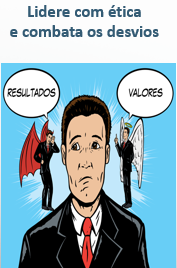 Lidere com ética
e combata os desvios
RESULTADOS
VALORES